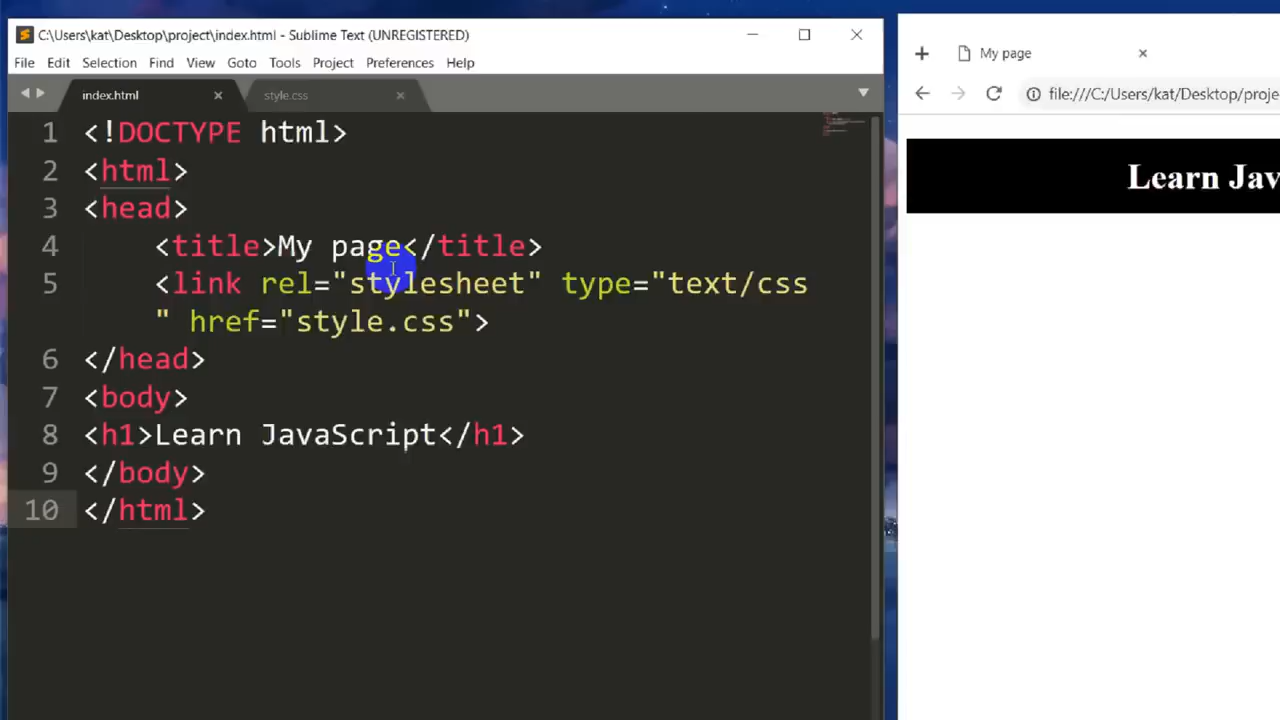 C:\Users\kat\Desktop\project\index.html - Sublime Text (UNREGISTERED)
File Edit Selection Find View Goto Tools Project Preferences Help
index.html style.css
1 <!DOCTYPE html>
2 <html>
3 <head>
4 <title>My page</title>
5 <link rel="stylesheet" type="text/css
" href="style.css">
6 </head>
7 <body>
8 <h1>Learn JavaScript</h1>
9 </body>
10 </html>
My page
file:///C:/Users/kat/Desktop/proje
Learn Jav